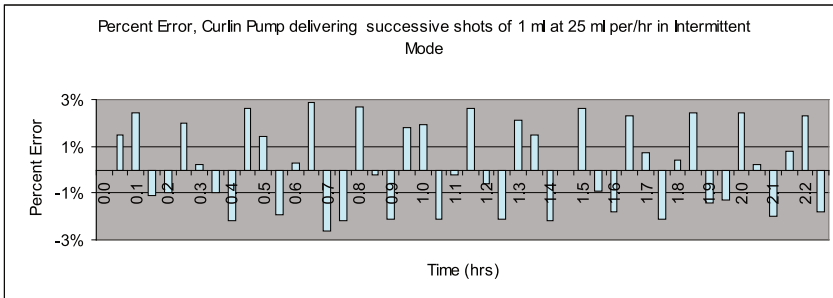 Percent Error, Curlin Pump delivering successive shots of 1 ml at 25 ml per/hr in Intermittent
Mode
3%
1%
-1%
-3%
Percent Error
0.0 0.1 0.2 0.3 0.4 0.5 0.6 0.7 0.8 0.9 1.0 1.1 1.2 1.3 1.4 1.5 1.6 1.7 1.8 1.9 2.0 2.1 2.2
Time (hrs)